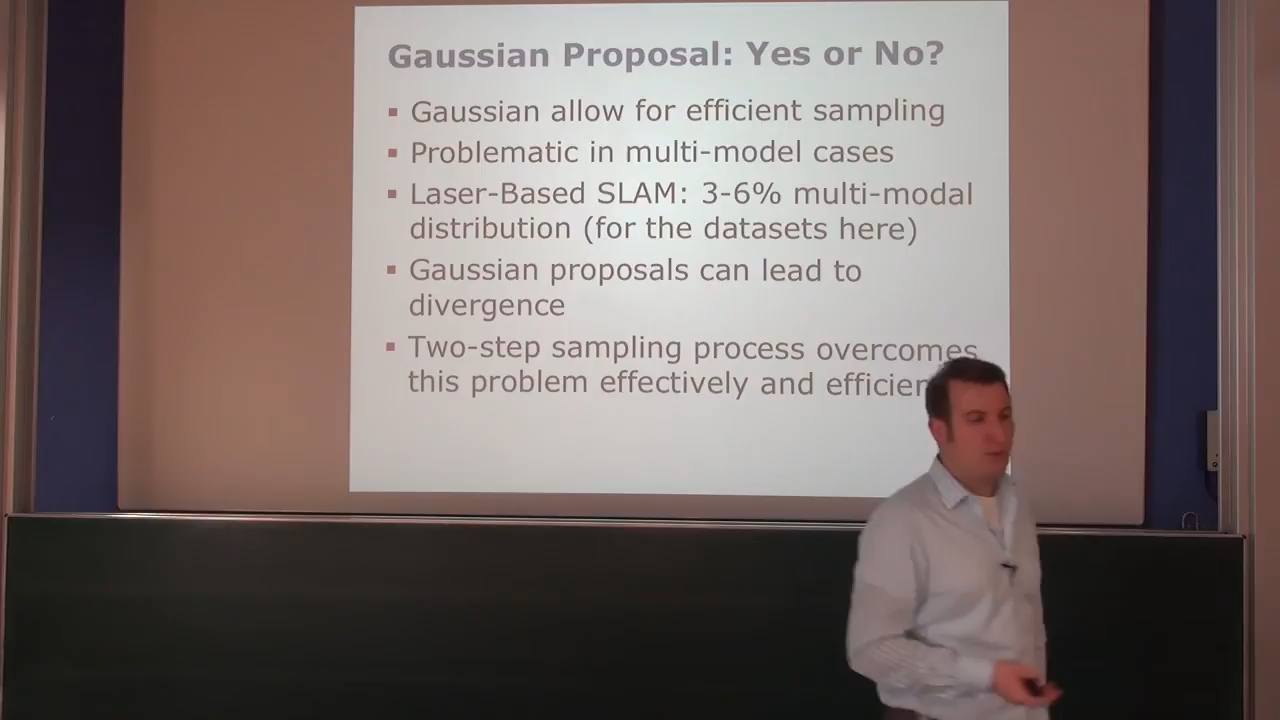 Gaussian Proposal: Yes or No?
▪ Gaussian allow for efficient sampling
▪ Problematic in multi-model cases
▪ Laser-Based SLAM: 3-6% multi-modal
distribution (for the datasets here)
▪ Gaussian proposals can lead to
divergence
▪ Two-step sampling process overcomes
this problem effectively and